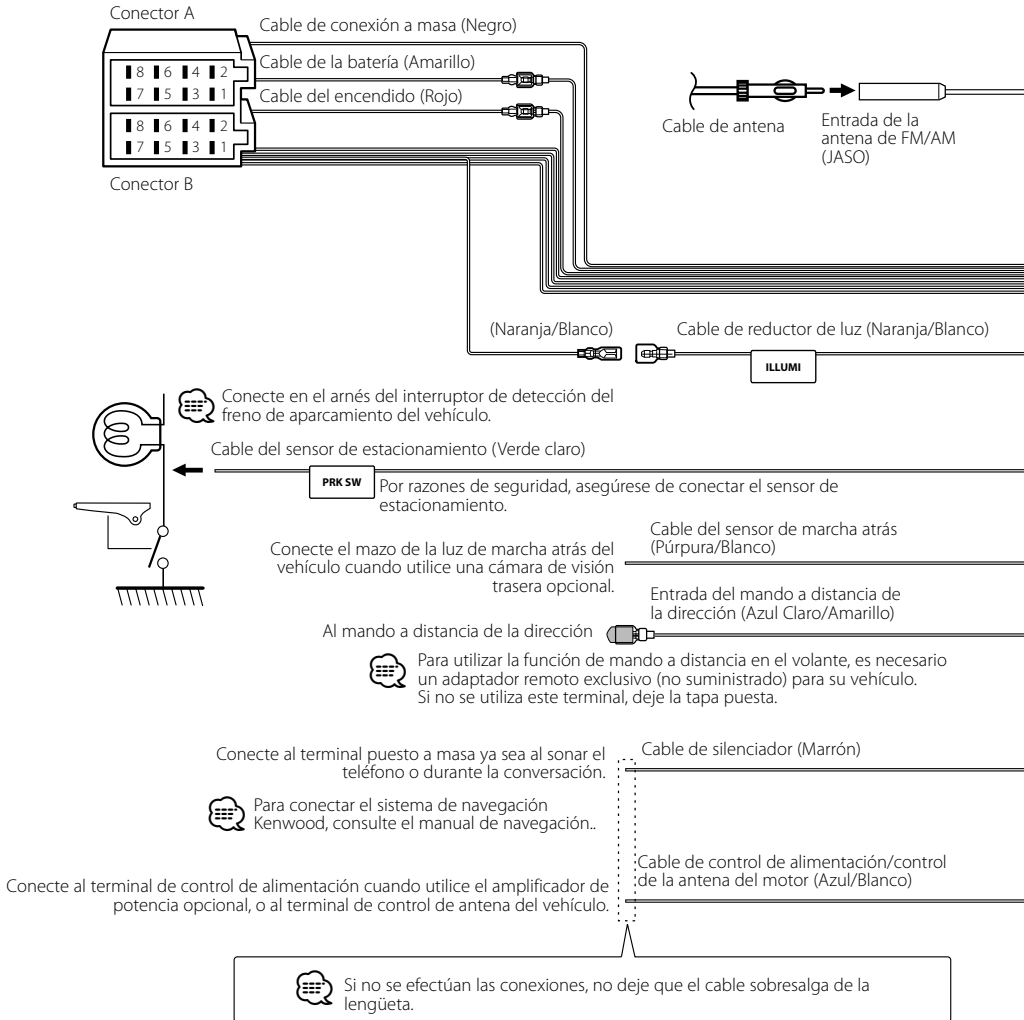 Conector A
Cable de conexión a masa (Negro)
Cable de la batería (Amarillo)
8 6 4 2
7 5 3 1
Cable del encendido (Rojo)
8 6 4 2
7 5 3 1
Conector B
Cable de antena
Entrada de la
antena de FM/AM
(JASO)
(Naranja/Blanco)
Cable de reductor de luz (Naranja/Blanco)
ILLUMI
Conecte en el arnés del interruptor de detección del
freno de aparcamiento del vehículo.
Cable del sensor de estacionamiento (Verde claro)
PRK SW
Por razones de seguridad, asegúrese de conectar el sensor de
estacionamiento.
Conecte el mazo de la luz de marcha atrás del
vehículo cuando utilice una cámara de visión
trasera opcional.
Cable del sensor de marcha atrás
(Púrpura/Blanco)
Entrada del mando a distancia de
la dirección (Azul Claro/Amarillo)
Al mando a distancia de la dirección
Para utilizar la función de mando a distancia en el volante, es necesario
un adaptador remoto exclusivo (no suministrado) para su vehículo.
Si no se utiliza este terminal, deje la tapa puesta.
Conecte al terminal puesto a masa ya sea al sonar el
teléfono o durante la conversación.
Cable de silenciador (Marrón)
Para conectar el sistema de navegación
Kenwood, consulte el manual de navegación..
Conecte al terminal de control de alimentación cuando utilice el amplificador de
potencia opcional, o al terminal de control de antena del vehículo.
Cable de control de alimentación/control
de la antena del motor (Azul/Blanco)
Si no se efectúan las conexiones, no deje que el cable sobresalga de la
lengüeta.